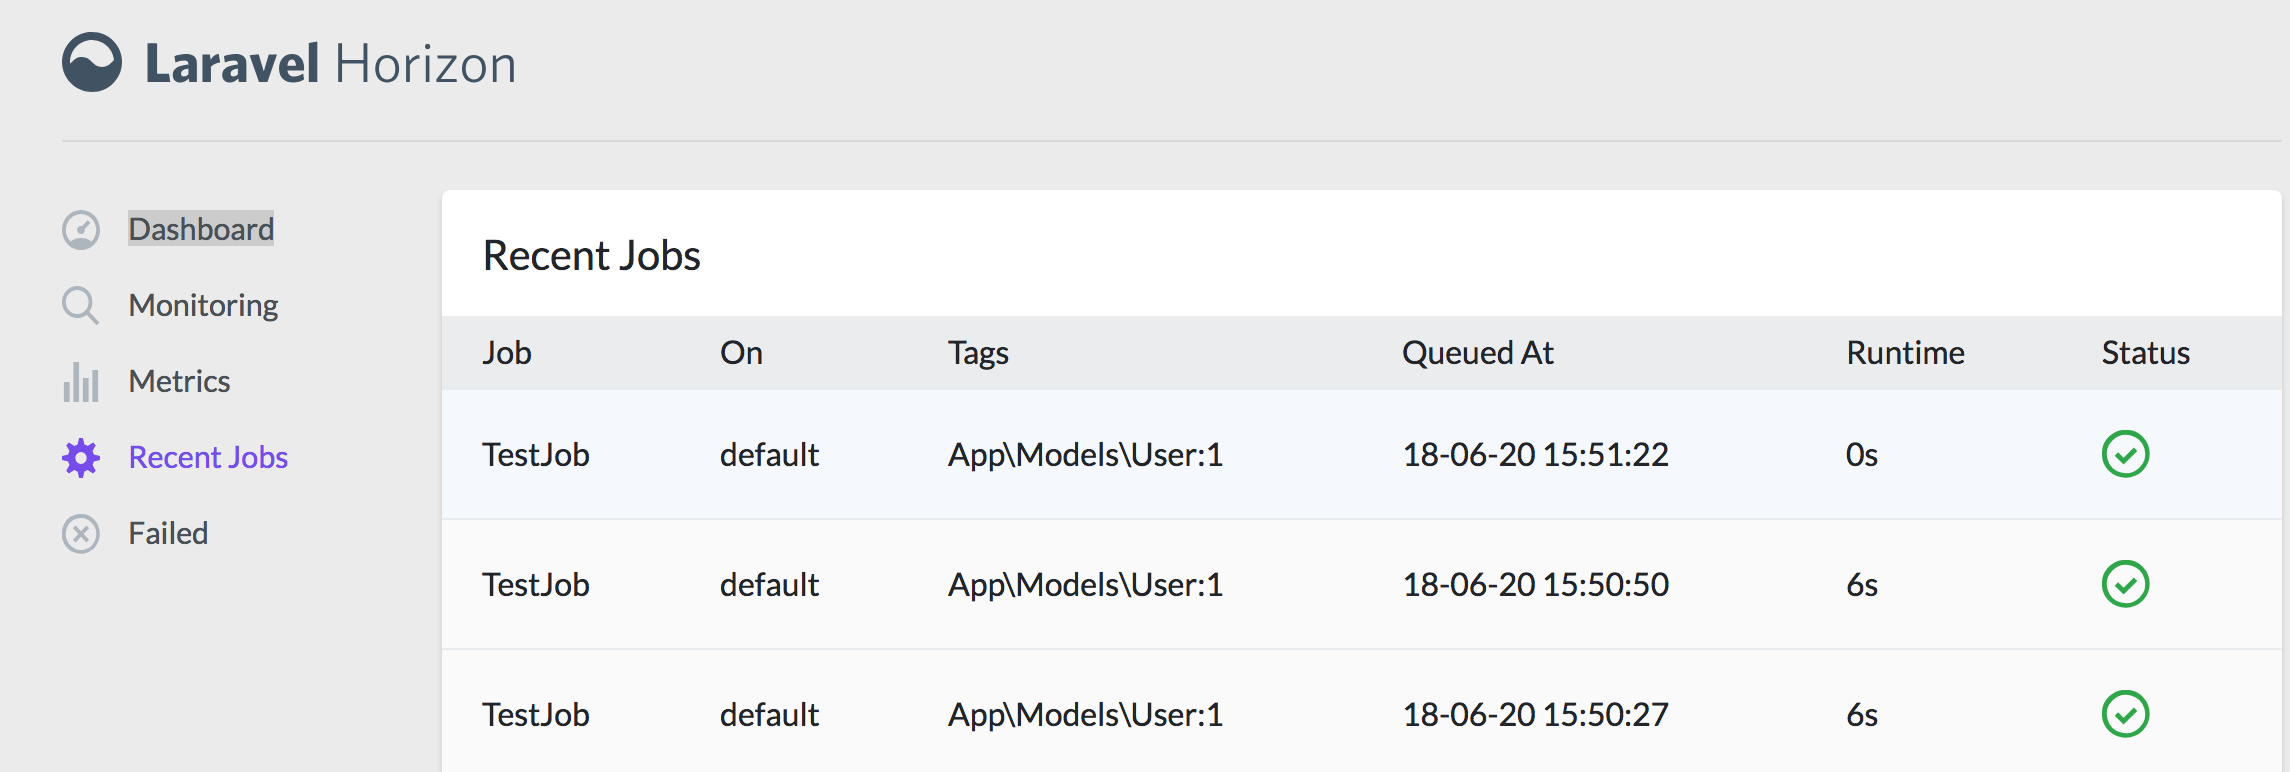 Laravel Horizon
Dashboard
Monitoring
Metrics
Recent Jobs
Failed
Recent Jobs
Job On Tags Queued At Runtime Status
TestJob default App\Models\User:1 18-06-20 15:51:22 0s
TestJob default App\Models\User:1 18-06-20 15:50:50 6s
TestJob default App\Models\User:1 18-06-20 15:50:27 6s